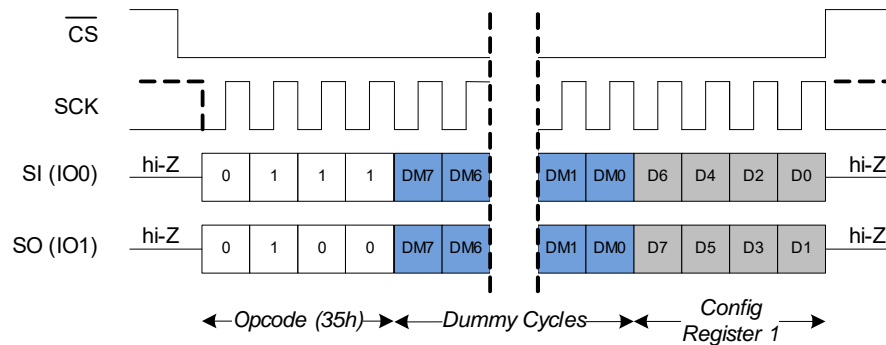 CS
SCK
SI (IO0) hi-Z 0 1 1 1 DM7 DM6 DM1 DM0 D6 D4 D2 D0 hi-Z
SO (IO1) hi-Z 0 1 0 0 DM7 DM6 DM1 DM0 D7 D5 D3 D1 hi-Z
Opcode (35h) Dummy Cycles Config
Register 1